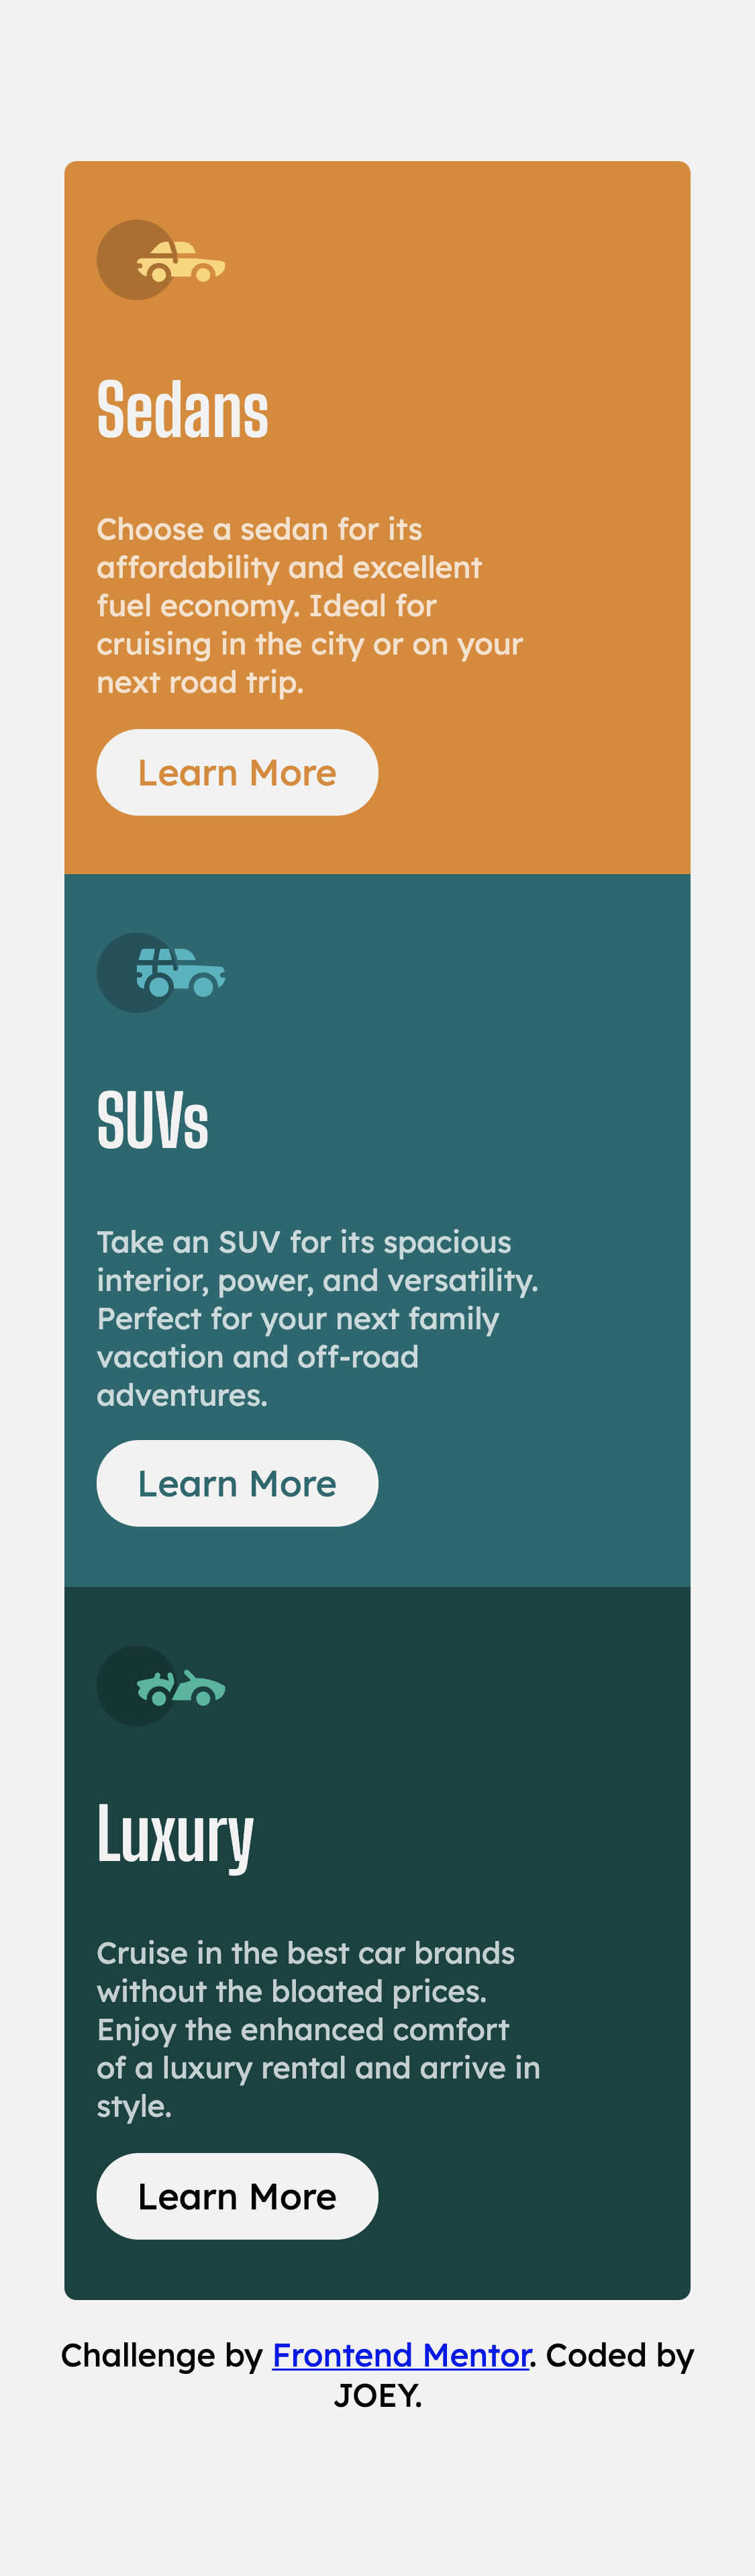 Sedans
Choose a sedan for its
affordability and excellent
fuel economy. Ideal for
cruising in the city or on your
next road trip.
Learn More
SUVs
Take an SUV for its spacious
interior, power, and versatility.
Perfect for your next family
vacation and off-road
adventures.
Learn More
Luxury
Cruise in the best car brands
without the bloated prices.
Enjoy the enhanced comfort
of a luxury rental and arrive in
style.
Learn More
Challenge by Frontend Mentor. Coded by
JOEY.